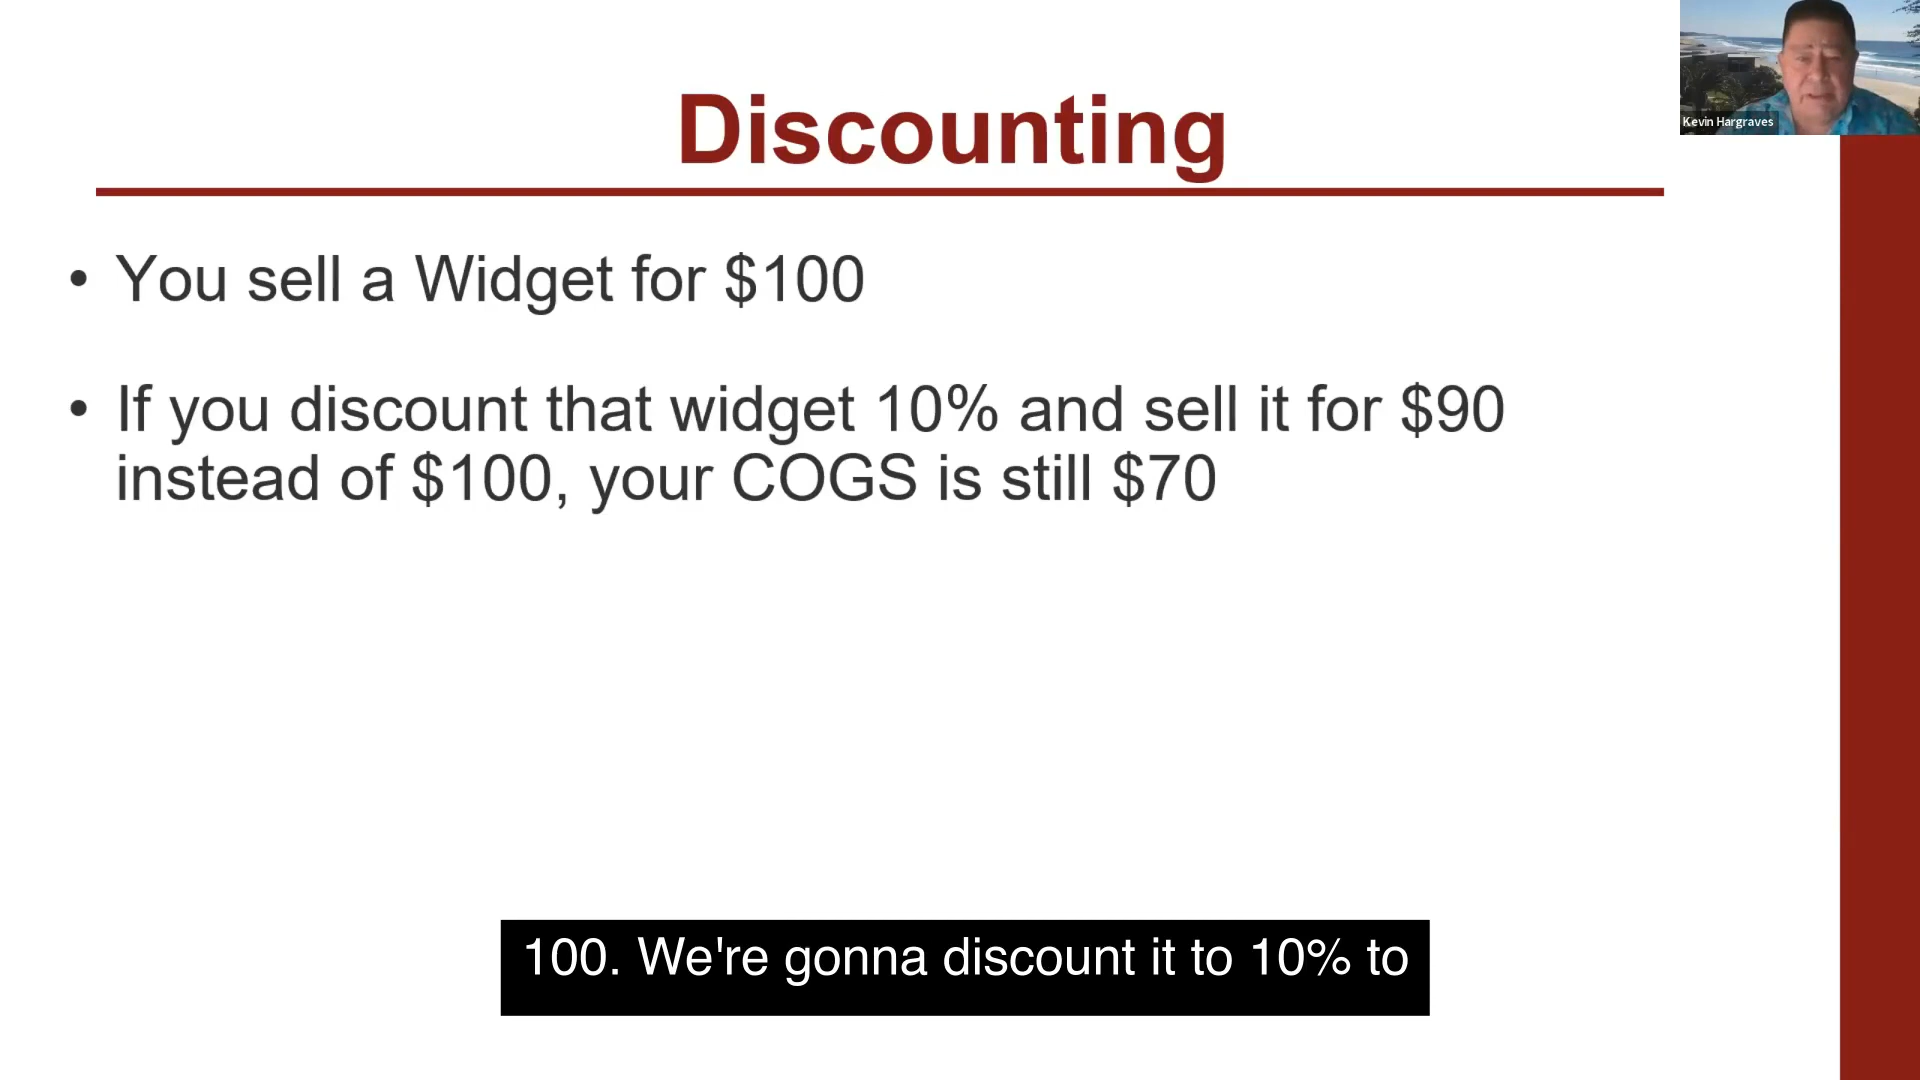 Discounting
Kevin Hargraves
• You sell a Widget for $100
• If you discount that widget 10% and sell it for $90
instead of $100, your COGS is still $70
100. We're gonna discount it to 10% to